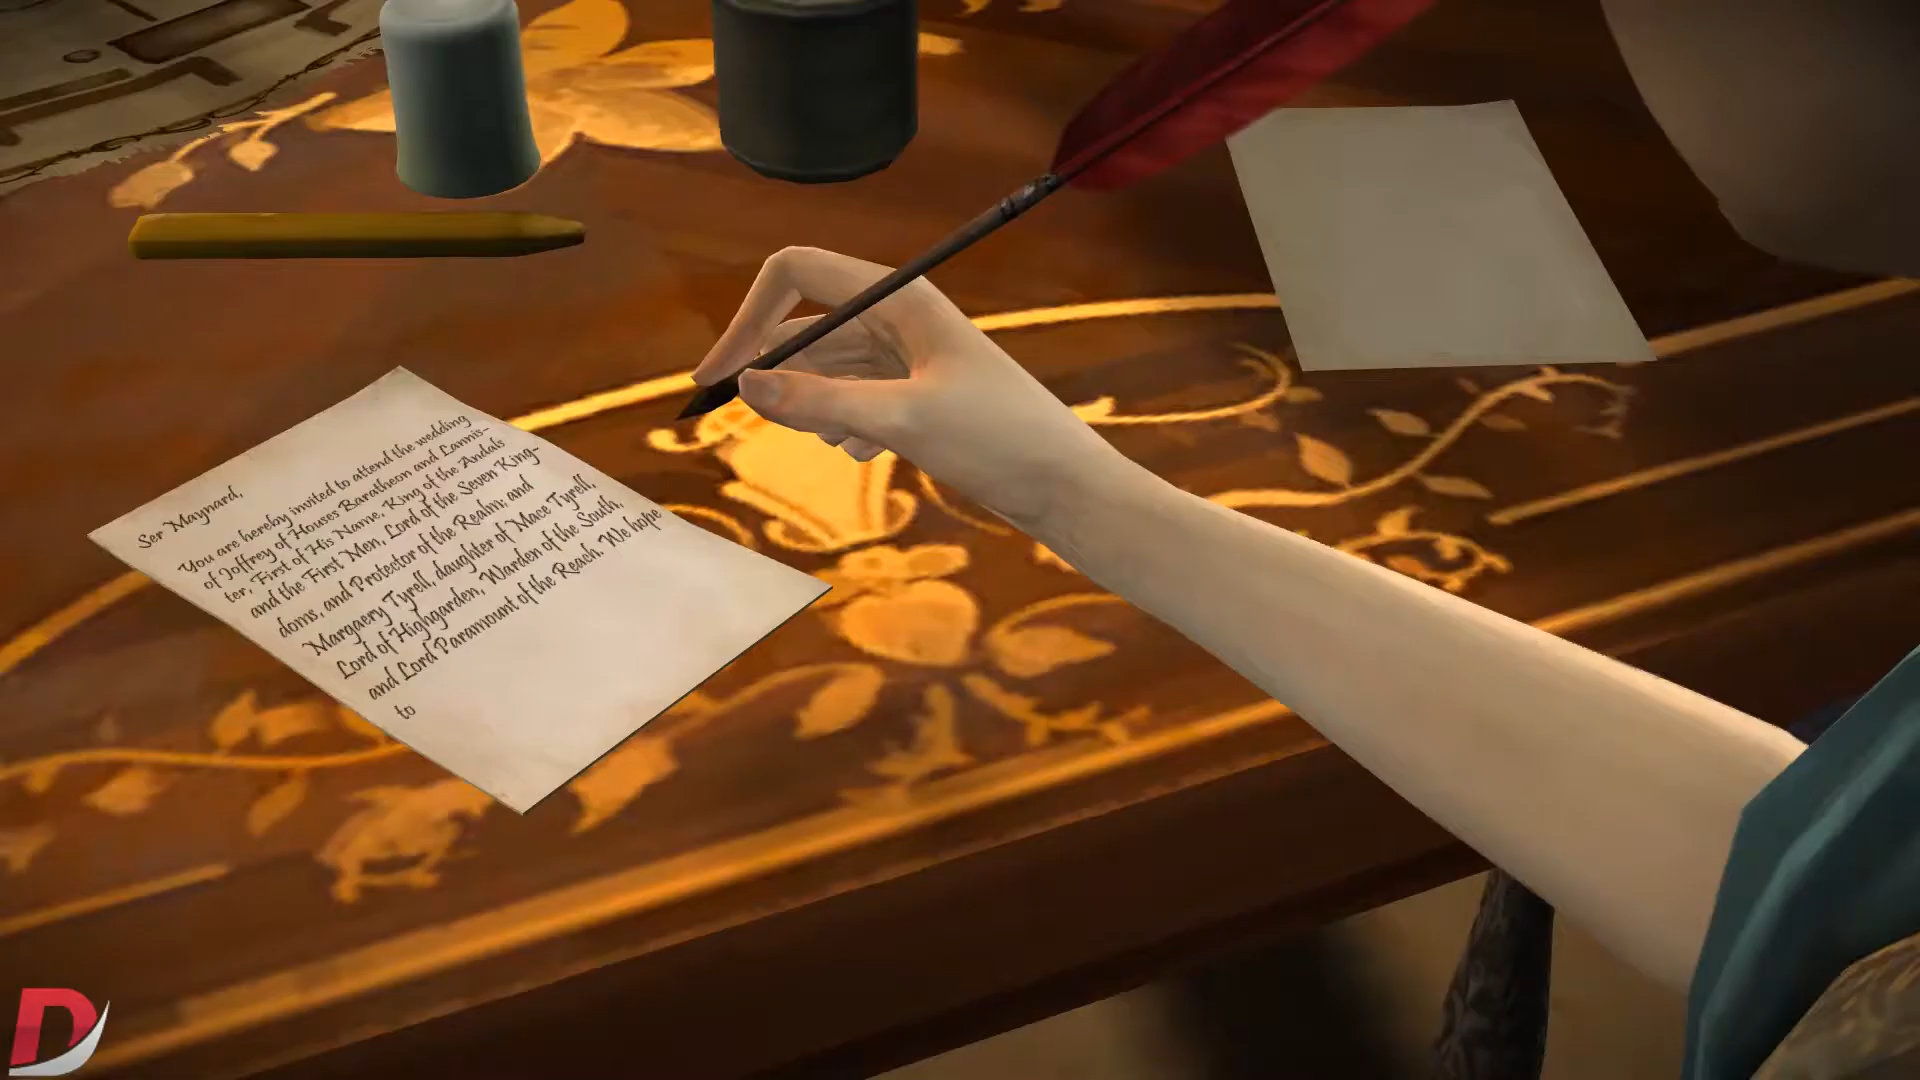 Ser Maynard,
You are hereby invited to attend the wedding
of Joffrey of Houses Baratheon and Lannis-
ter, First of His Name, King of the Andals
and the First Men, Lord of the Seven King-
doms, and Protector of the Realm; and
Margaery Tyrell, daughter of Mace Tyrell,
Lord of Highgarden, Warden of the South,
and Lord Paramount of the Reach. We hope
to
D